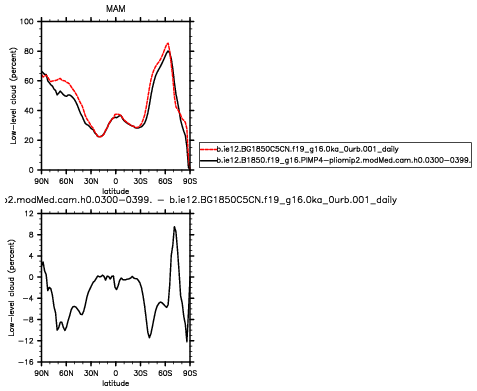 MAM
Low-level cloud (percent)
100
80
60
40
20
0
90N 60N 30N 0 30S 60S 90S
latitude
b.ie12.BG1850C5CN.f19_g16.0ka_0urb.001_daily
b.ie12.B1850.f19_g16.PlMP4-pliomip2.modMed.cam.h0.0300-0399.
o2.modMed.cam.h0.0300-0399. - b.ie12.BG1850C5CN.f19_g16.0ka_0urb.001_daily
Low-level cloud (percent)
12
8
4
0
-4
-8
-12
-16
90N 60N 30N 0 30S 60S 90S
latitude